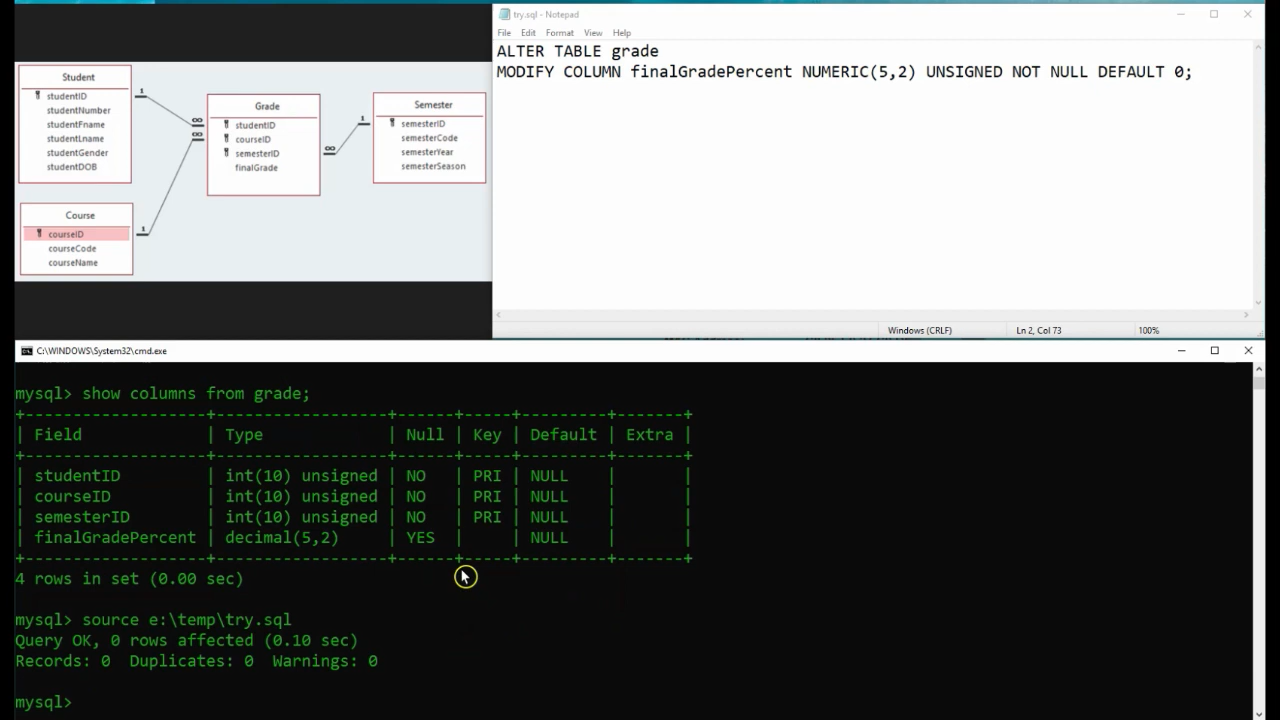 Student
studentID
studentNumber
studentFname
studentLname
studentGender
studentDOB
1
∞
∞
Grade
studentID
courseID
semesterID
finalGrade
∞
1
Semester
semesterID
semesterCode
semesterYear
semesterSeason
Course
courseID
courseCode
courseName
1
try.sql - Notepad
File Edit Format View Help
ALTER TABLE grade
MODIFY COLUMN finalGradePercent NUMERIC(5,2) UNSIGNED NOT NULL DEFAULT 0;
Windows (CRLF) Ln 2, Col 73 100%
C:\WINDOWS\System32\cmd.exe
mysql> show columns from grade;
+-------------------+------------------+------+-----+---------+-------+
| Field | Type | Null | Key | Default | Extra |
+-------------------+------------------+------+-----+---------+-------+
| studentID | int(10) unsigned | NO | PRI | NULL | |
| courseID | int(10) unsigned | NO | PRI | NULL | |
| semesterID | int(10) unsigned | NO | PRI | NULL | |
| finalGradePercent | decimal(5,2) | YES | | NULL | |
+-------------------+------------------+------+-----+---------+-------+
4 rows in set (0.00 sec)
mysql> source e:\temp\try.sql
Query OK, 0 rows affected (0.10 sec)
Records: 0 Duplicates: 0 Warnings: 0
mysql>